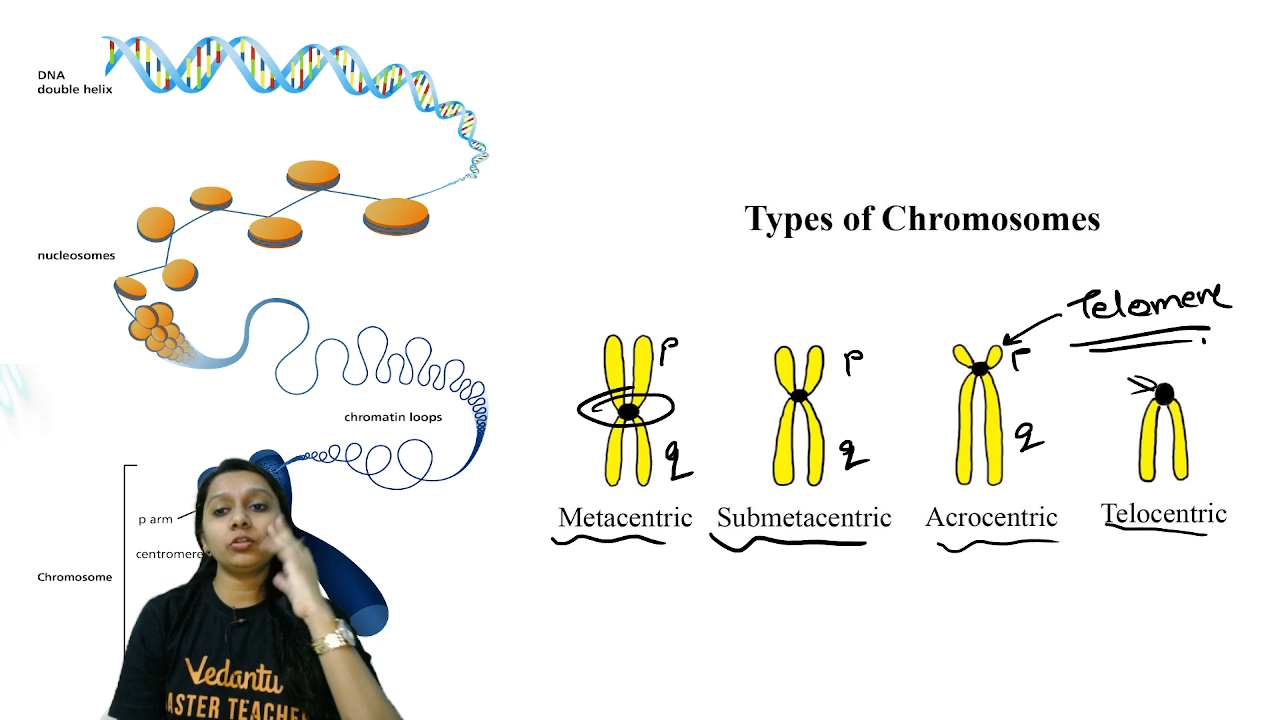 DNA
double helix
nucleosomes
chromatin loops
p arm
centromere
Chromosome
Vedantu
ASTER TEACHE
Types of Chromosomes
Telomere
p
p
p
q
q
q
Metacentric
Submetacentric
Acrocentric
Telocentric